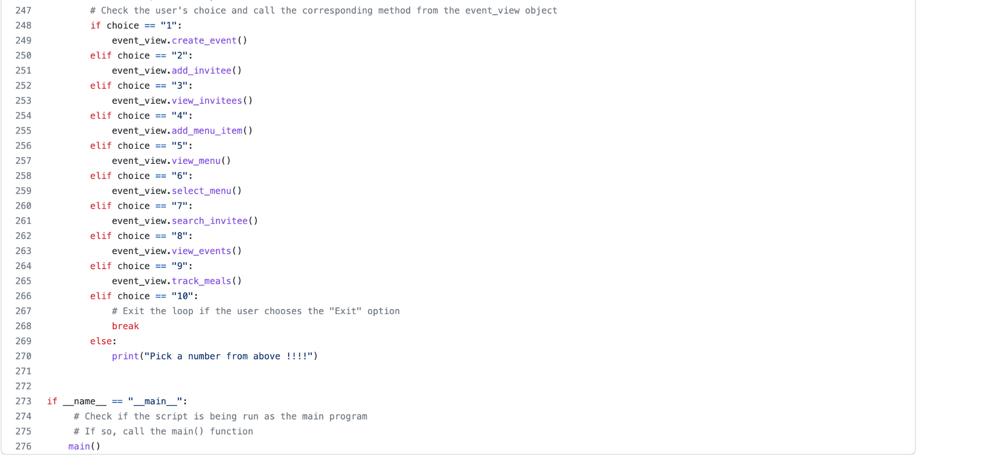 247 # Check the user's choice and call the corresponding method from the event_view object
248 if choice == "1":
249 event_view.create_event()
250 elif choice == "2":
251 event_view.add_invitee()
252 elif choice == "3":
253 event_view.view_invitees()
254 elif choice == "4":
255 event_view.add_menu_item()
256 elif choice == "5":
257 event_view.view_menu()
258 elif choice == "6":
259 event_view.select_menu()
260 elif choice == "7":
261 event_view.search_invitee()
262 elif choice == "8":
263 event_view.view_events()
264 elif choice == "9":
265 event_view.track_meals()
266 elif choice == "10":
267 # Exit the loop if the user chooses the "Exit" option
268 break
269 else:
270 print("Pick a number from above !!!!")
271
272
273 if __name__ == "__main__":
274 # Check if the script is being run as the main program
275 # If so, call the main() function
276 main()